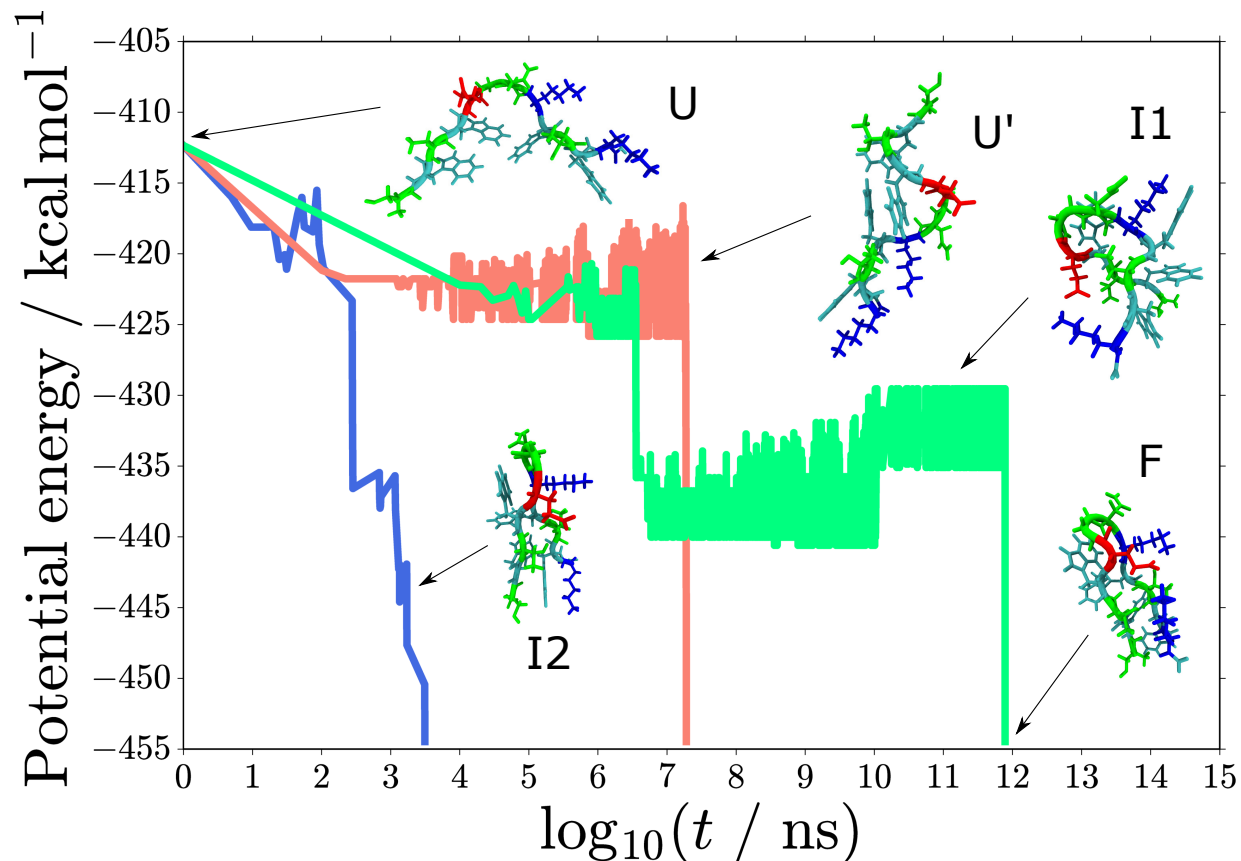 Potential energy / kcal mol⁻¹
−405
−410
−415
−420
−425
−430
−435
−440
−445
−450
−455
U
U'
I1
I2
F
0 1 2 3 4 5 6 7 8 9 10 11 12 13 14 15
log₁₀(t / ns)